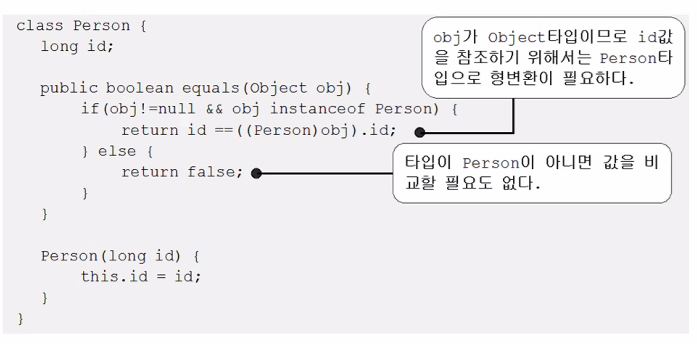 class Person {
long id;
obj가 Object타입이므로 id값
을 참조하기 위해서는 Person타
입으로 형변환이 필요하다.
public boolean equals(Object obj) {
if(obj!=null && obj instanceof Person) {
return id ==((Person)obj).id;
} else {
return false;
타입이 Person이 아니면 값을 비
교할 필요도 없다.
}
}
Person(long id) {
this.id = id;
}
}